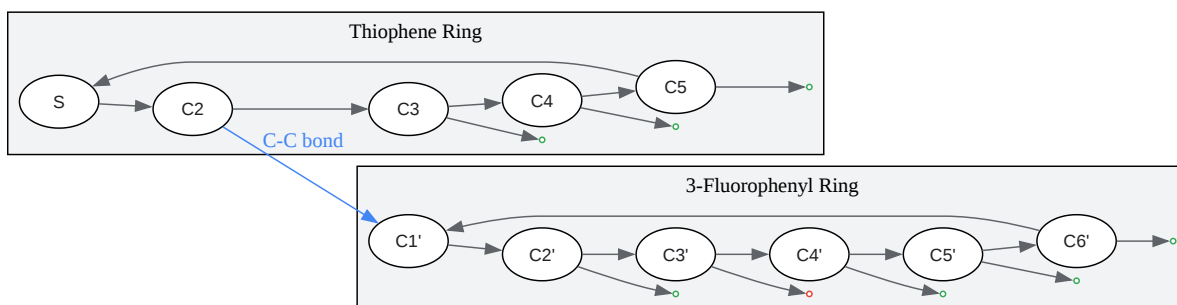 Thiophene Ring
S
C2
C3
C4
C5
C-C bond
3-Fluorophenyl Ring
C1'
C2'
C3'
C4'
C5'
C6'